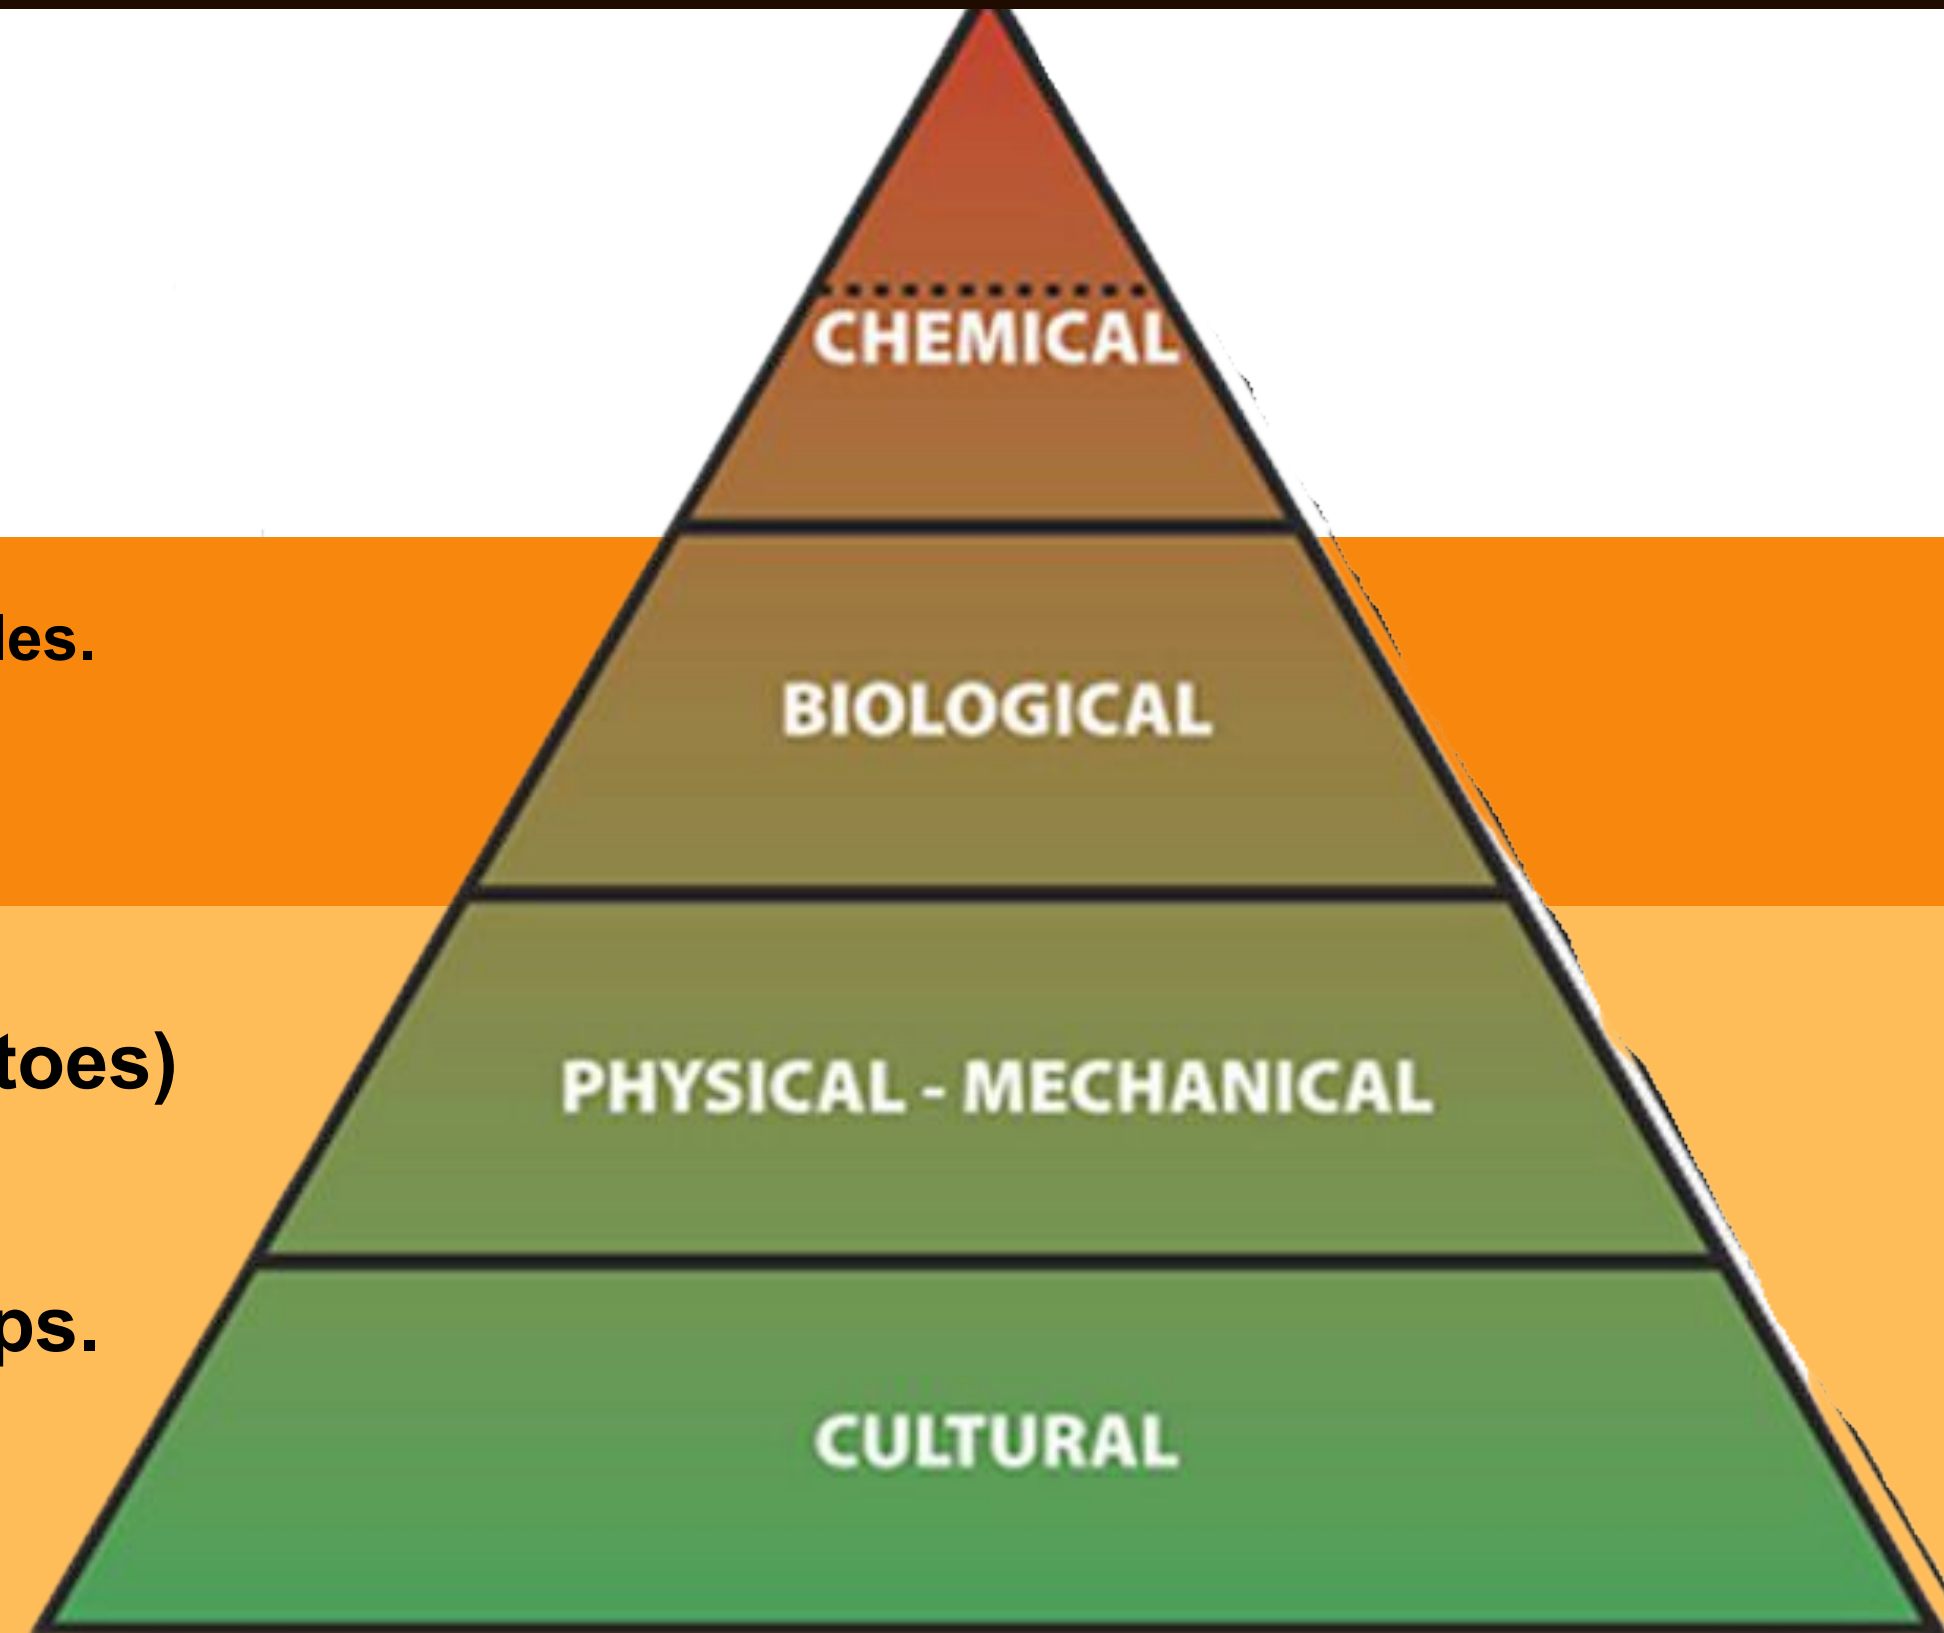 CHEMICAL
les.
BIOLOGICAL
toes)
PHYSICAL - MECHANICAL
ps.
CULTURAL